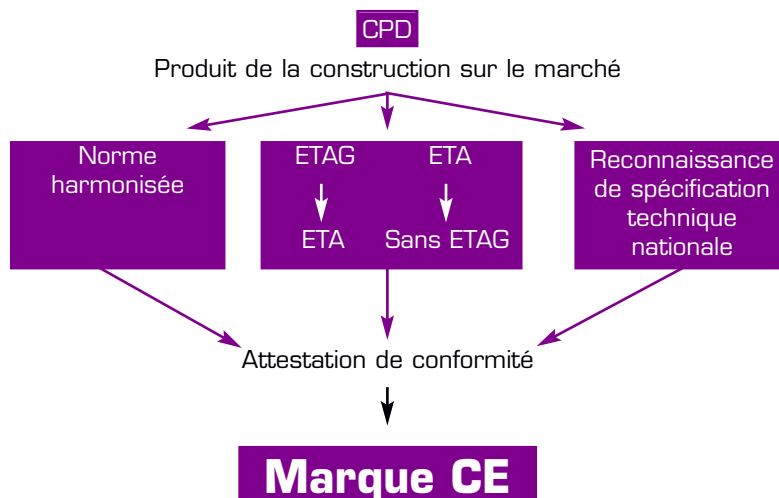 CPD
Produit de la construction sur le marché
Norme
harmonisée
ETAG
ETA
ETA
Sans ETAG
Reconnaissance
de spécification
technique
nationale
Attestation de conformité
Marque CE